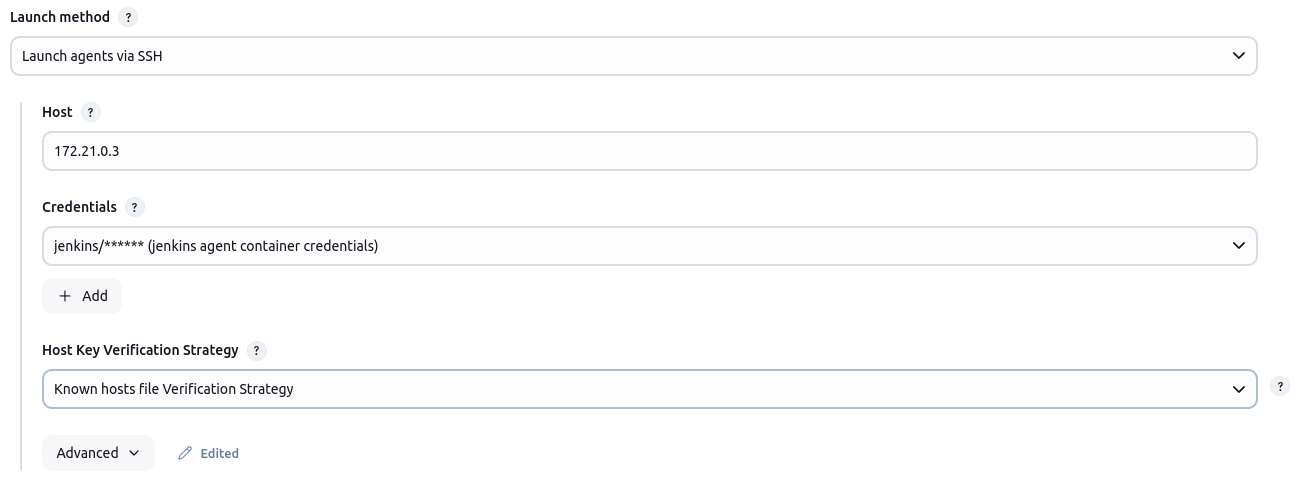 Launch method ?
Launch agents via SSH
Host ?
172.21.0.3
Credentials ?
jenkins/****** (jenkins agent container credentials)
+ Add
Host Key Verification Strategy ?
Known hosts file Verification Strategy ?
Advanced Edited